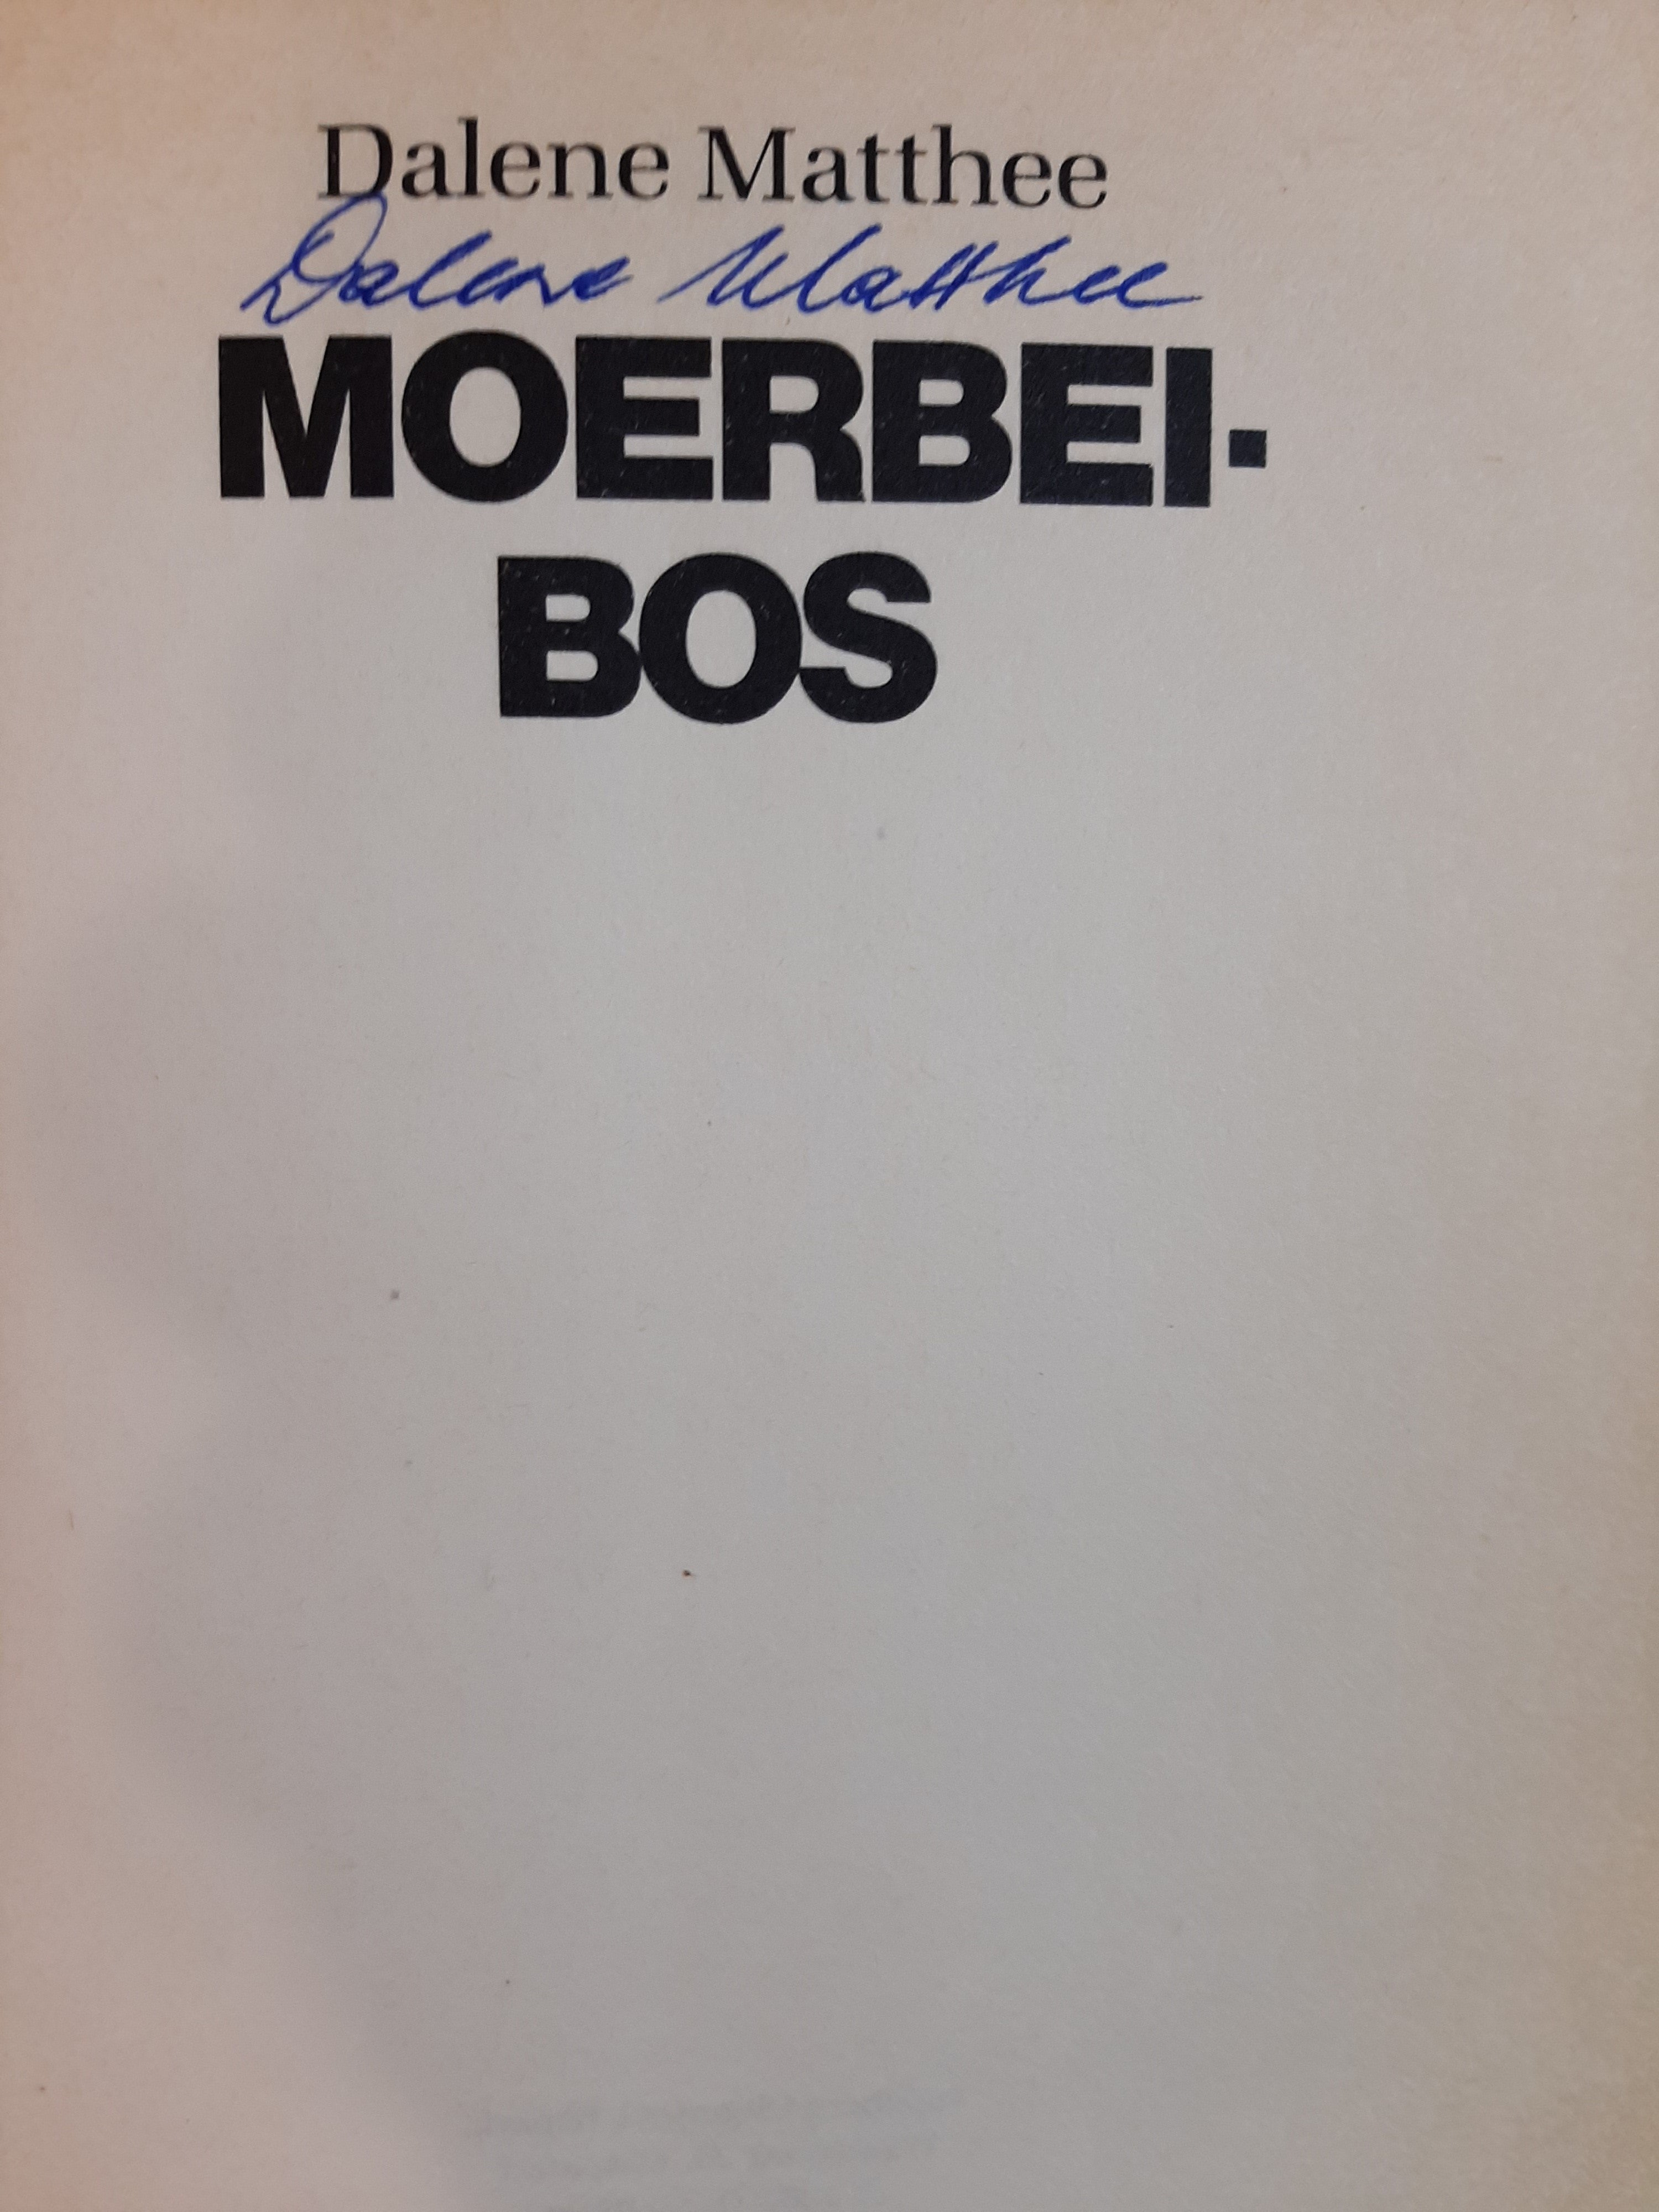 Dalene Matthee
Dalene Matthee
MOERBEI-
BOS